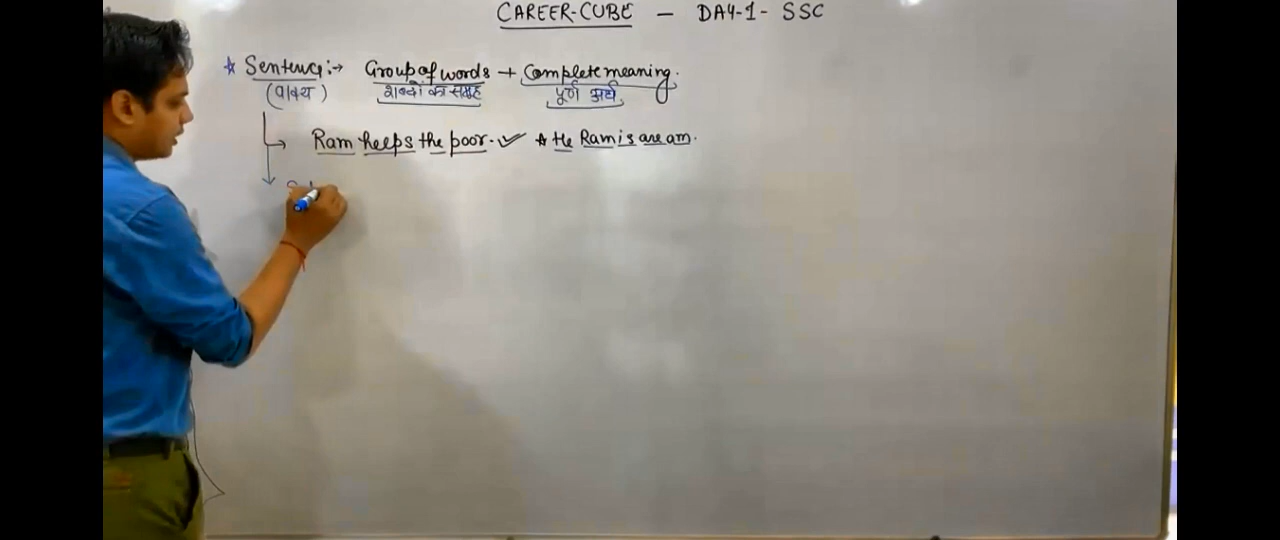 CAREER-CUBE - DAY-1- SSC
* Sentence:→ Group of words + Complete meaning.
(वाक्य) शब्दों का समूह पूर्ण अर्थ
→ Ram helps the poor. ✓ * the Ram is are am.